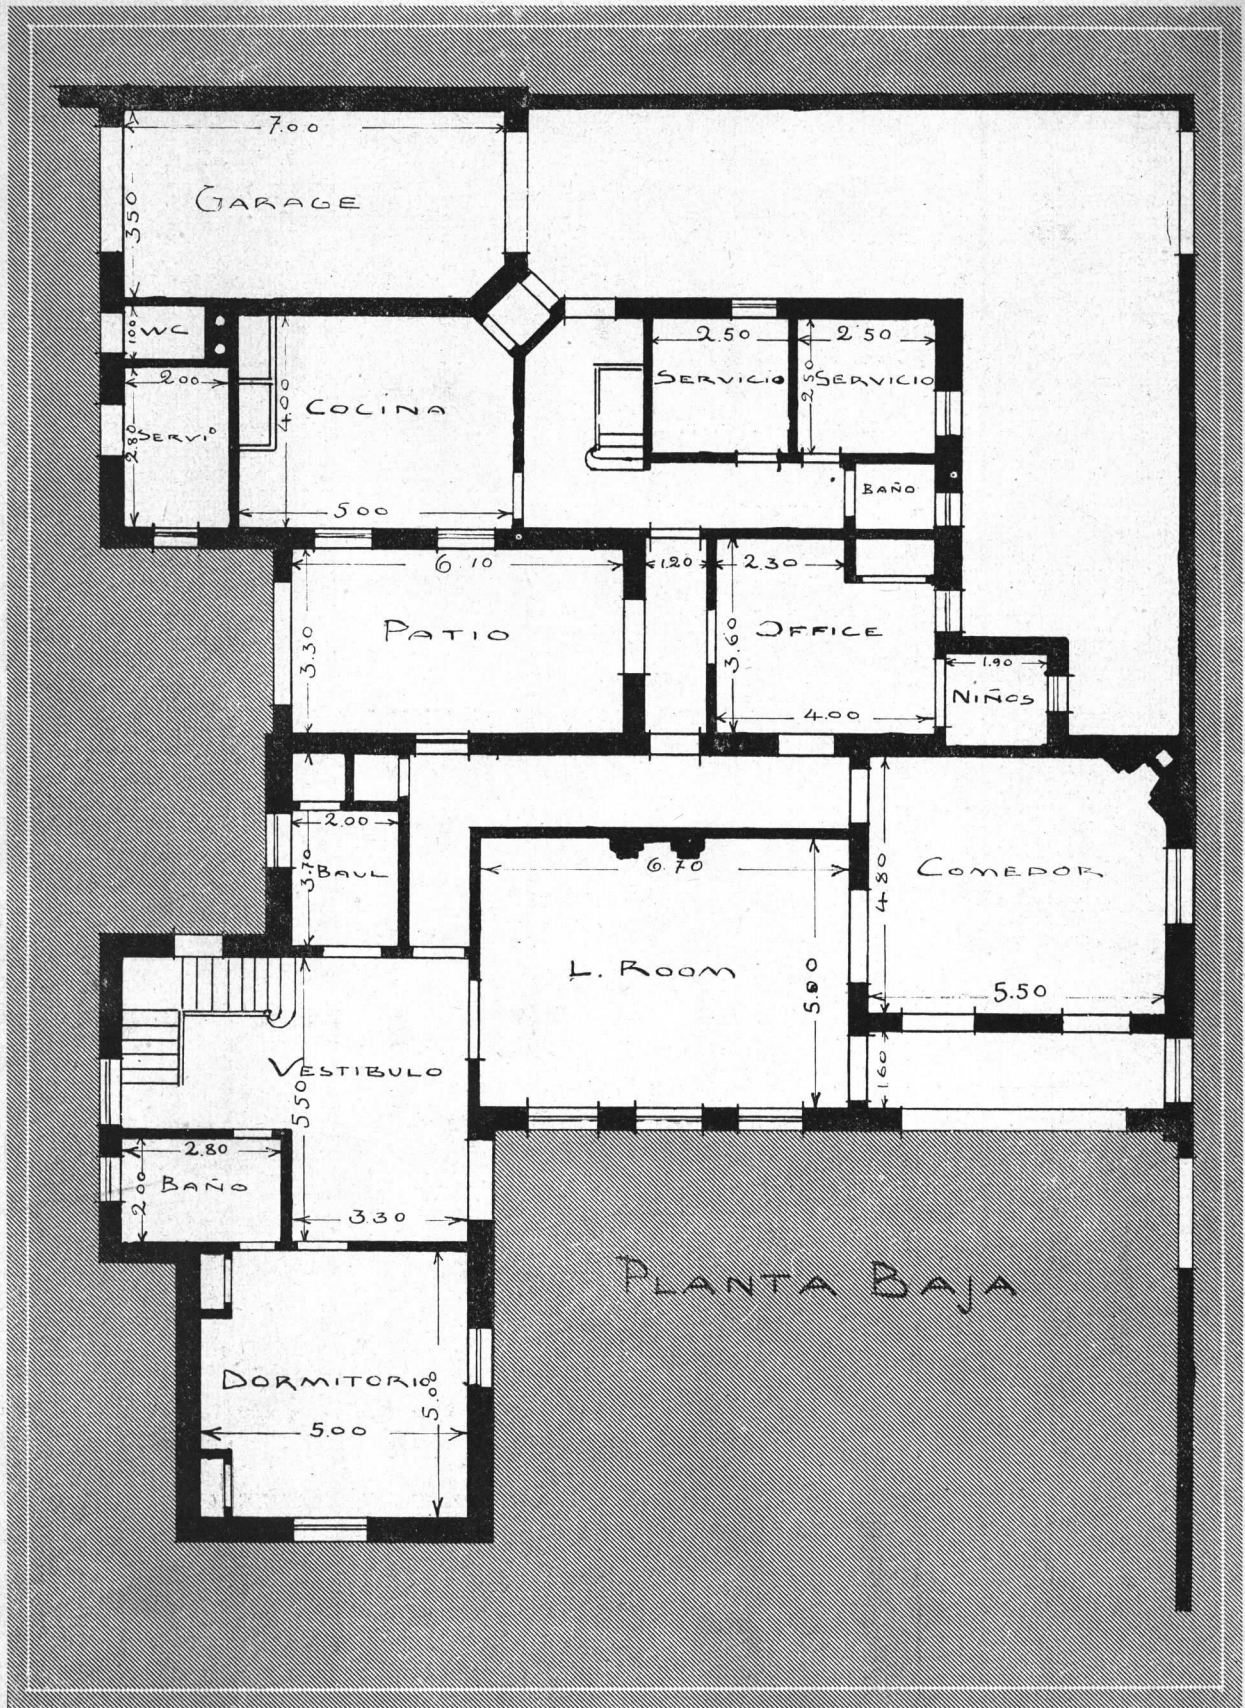 7.00
GARAGE
3.50
WC
1.00
2.00
SERVIO
2.80
4.00
COCINA
5.00
2.50
SERVICIO
2.50
2.50
SERVICIO
BAÑO
6.10
PATIO
3.30
1.20
2.30
OFFICE
3.60
4.00
1.90
NIÑOS
2.00
3.70
BAUL
6.70
L. ROOM
5.00
4.80
COMEDOR
5.50
1.60
VESTIBULO
5.50
2.80
BAÑO
2.00
3.30
PLANTA BAJA
DORMITORIO
5.00
5.00